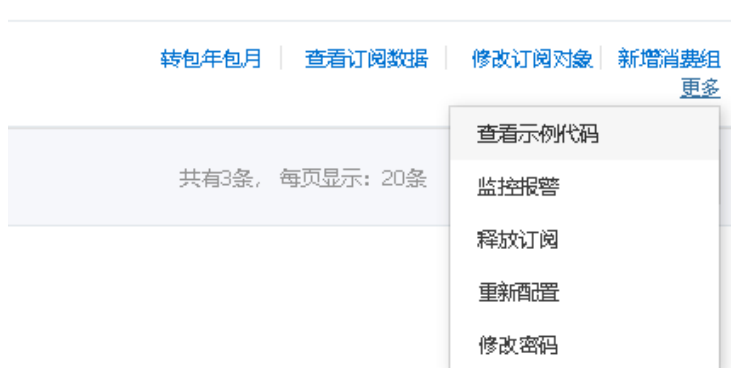 转包年包月 查看订阅数据 修改订阅对象 新增消费组
更多
查看示例代码
共有3条, 每页显示: 20条
监控报警
释放订阅
重新配置
修改密码